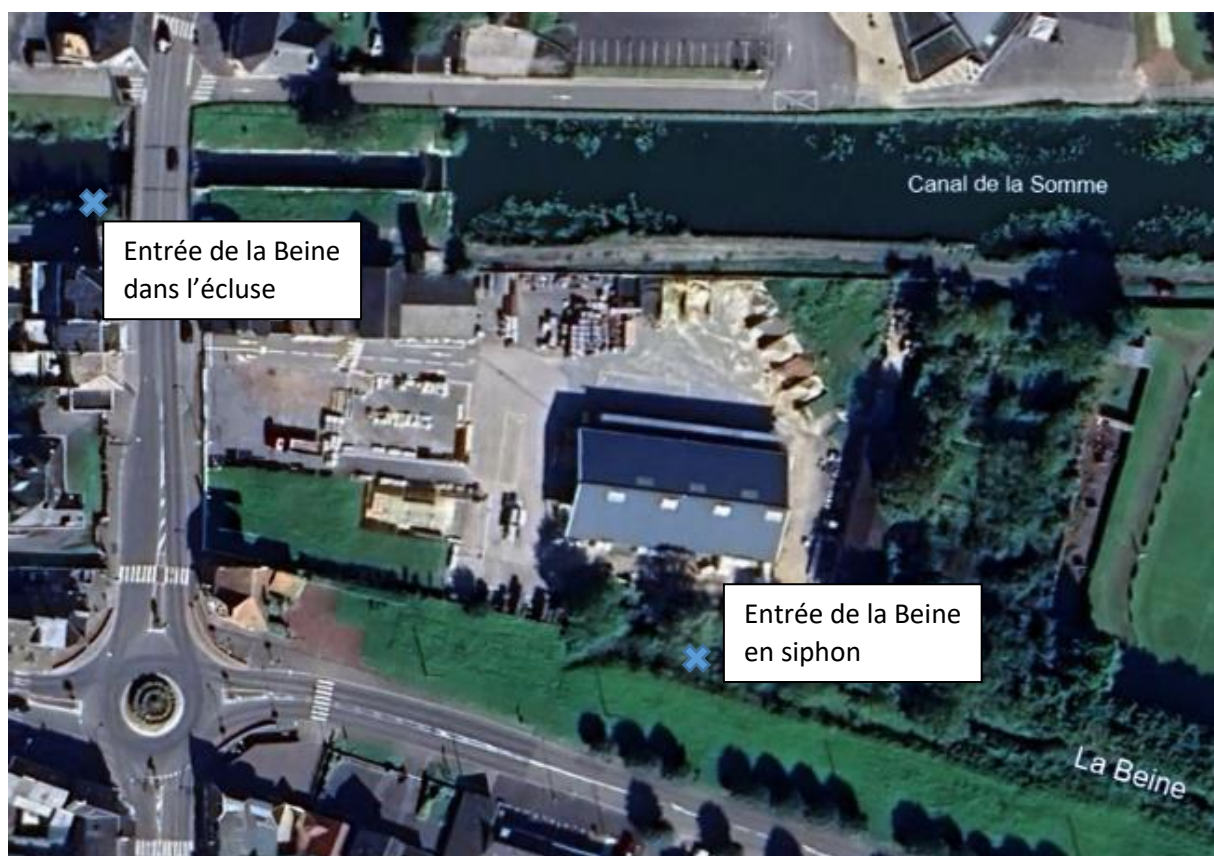 Canal de la Somme
Entrée de la Beine
dans l’écluse
Entrée de la Beine
en siphon
La Beine